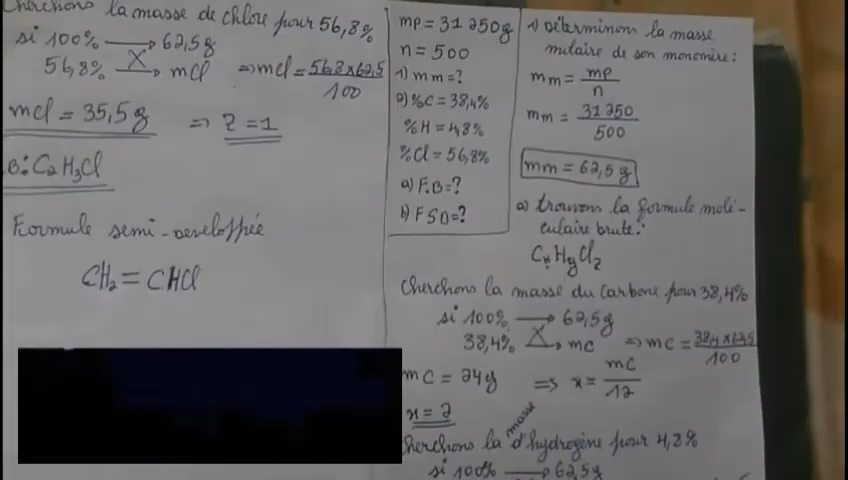 Cherchons la masse de chlore pour 56,8%
si 100% → 62,5g
56,8% → mCl ⇒ mCl = 56,8 x 62,5 / 100
mCl = 35,5g ⇒ Z = 1
B: C2H3Cl
Formule semi-developpée
CH2 = CHCl
mp = 31 250g
n = 500
1) mm = ?
2) %C = 38,4%
%H = 4,8%
%Cl = 56,8%
a) F.B = ?
b) FSD = ?
1) Déterminons la masse
molaire de son monomère:
mm = mp / n
mm = 31 250 / 500
mm = 62,5g
a) trouvons la formule molé-
culaire brute:
CxHyClz
Cherchons la masse du Carbone pour 38,4%
si 100% → 62,5g
38,4% → mC ⇒ mC = 38,4 x 62,5 / 100
mC = 24g ⇒ x = mC / 12
x = 2
Cherchons la masse d'hydrogène pour 4,8%
si 100% → 62,5g